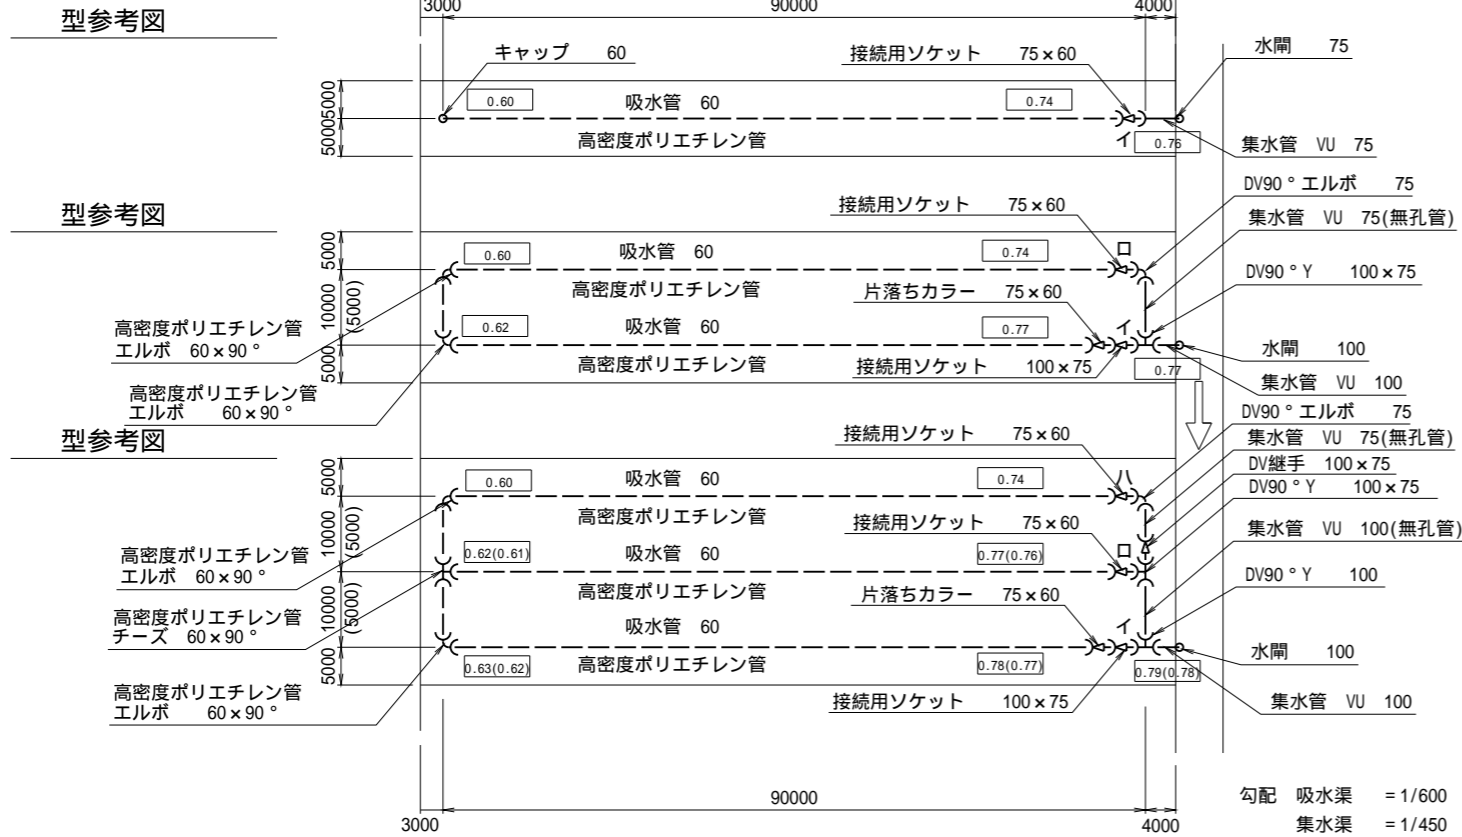 型参考図
3000
90000
4000
キャップ 60
接続用ソケット 75×60
水閘 75
5000
5000
0.60
吸水管 60
0.74
高密度ポリエチレン管
イ
0.76
集水管 VU 75
型参考図
接続用ソケット 75×60
DV90°エルボ 75
集水管 VU 75(無孔管)
5000
10000
(5000)
5000
0.60
吸水管 60
0.74
ロ
高密度ポリエチレン管
片落ちカラー 75×60
DV90°Y 100×75
高密度ポリエチレン管
エルボ 60×90°
0.62
吸水管 60
0.77
イ
高密度ポリエチレン管
接続用ソケット 100×75
0.77
水閘 100
集水管 VU 100
高密度ポリエチレン管
エルボ 60×90°
型参考図
接続用ソケット 75×60
DV90°エルボ 75
集水管 VU 75(無孔管)
DV継手 100×75
DV90°Y 100×75
5000
10000
(5000)
10000
(5000)
5000
0.60
吸水管 60
0.74
ハ
高密度ポリエチレン管
接続用ソケット 75×60
集水管 VU 100(無孔管)
高密度ポリエチレン管
エルボ 60×90°
0.62(0.61)
吸水管 60
0.77(0.76)
ロ
高密度ポリエチレン管
片落ちカラー 75×60
DV90°Y 100
高密度ポリエチレン管
チーズ 60×90°
吸水管 60
イ
0.63(0.62)
高密度ポリエチレン管
0.78(0.77)
0.79(0.78)
水閘 100
高密度ポリエチレン管
エルボ 60×90°
接続用ソケット 100×75
集水管 VU 100
90000
3000
4000
勾配 吸水渠 =1/600
集水渠 =1/450